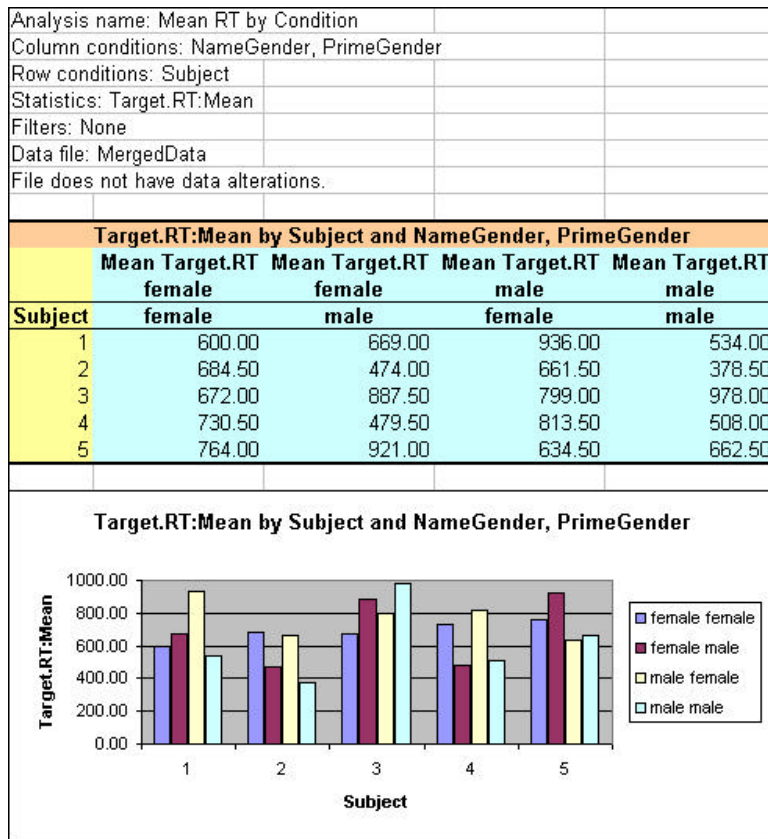 Analysis name: Mean RT by Condition
Column conditions: NameGender, PrimeGender
Row conditions: Subject
Statistics: Target.RT:Mean
Filters: None
Data file: MergedData
File does not have data alterations.
Target.RT:Mean by Subject and NameGender, PrimeGender
Mean Target.RT Mean Target.RT Mean Target.RT Mean Target.RT
female female male male
Subject female male female male
1 600.00 669.00 936.00 534.00
2 684.50 474.00 661.50 378.50
3 672.00 887.50 799.00 978.00
4 730.50 479.50 813.50 508.00
5 764.00 921.00 634.50 662.50
Target.RT:Mean by Subject and NameGender, PrimeGender
Target.RT:Mean
1000.00
800.00
600.00
400.00
200.00
0.00
1 2 3 4 5
Subject
female female
female male
male female
male male